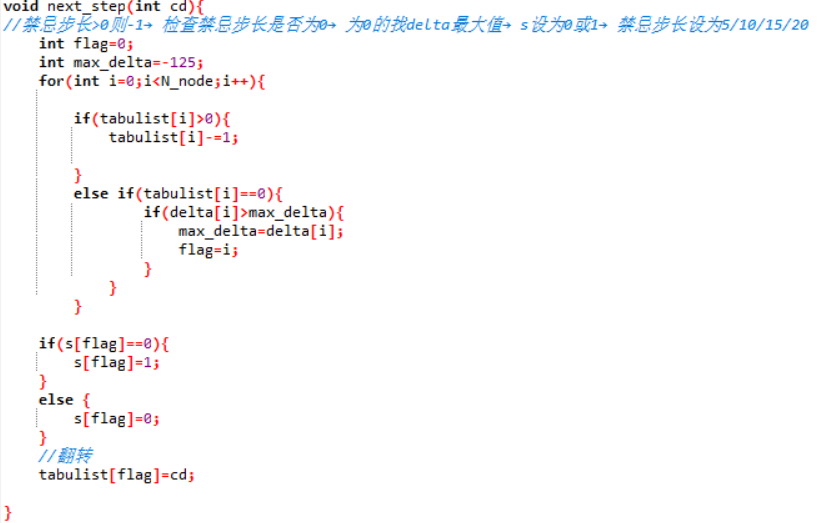 void next_step(int cd){
//禁忌步长>0则-1→ 检查禁忌步长是否为0→ 为0的找delta最大值→ s设为0或1→ 禁忌步长设为5/10/15/20
int flag=0;
int max_delta=-125;
for(int i=0;i<N_node;i++){
if(tabulist[i]>0){
tabulist[i]-=1;
}
else if(tabulist[i]==0){
if(delta[i]>max_delta){
max_delta=delta[i];
flag=i;
}
}
}
if(s[flag]==0){
s[flag]=1;
}
else {
s[flag]=0;
}
//翻转
tabulist[flag]=cd;
}